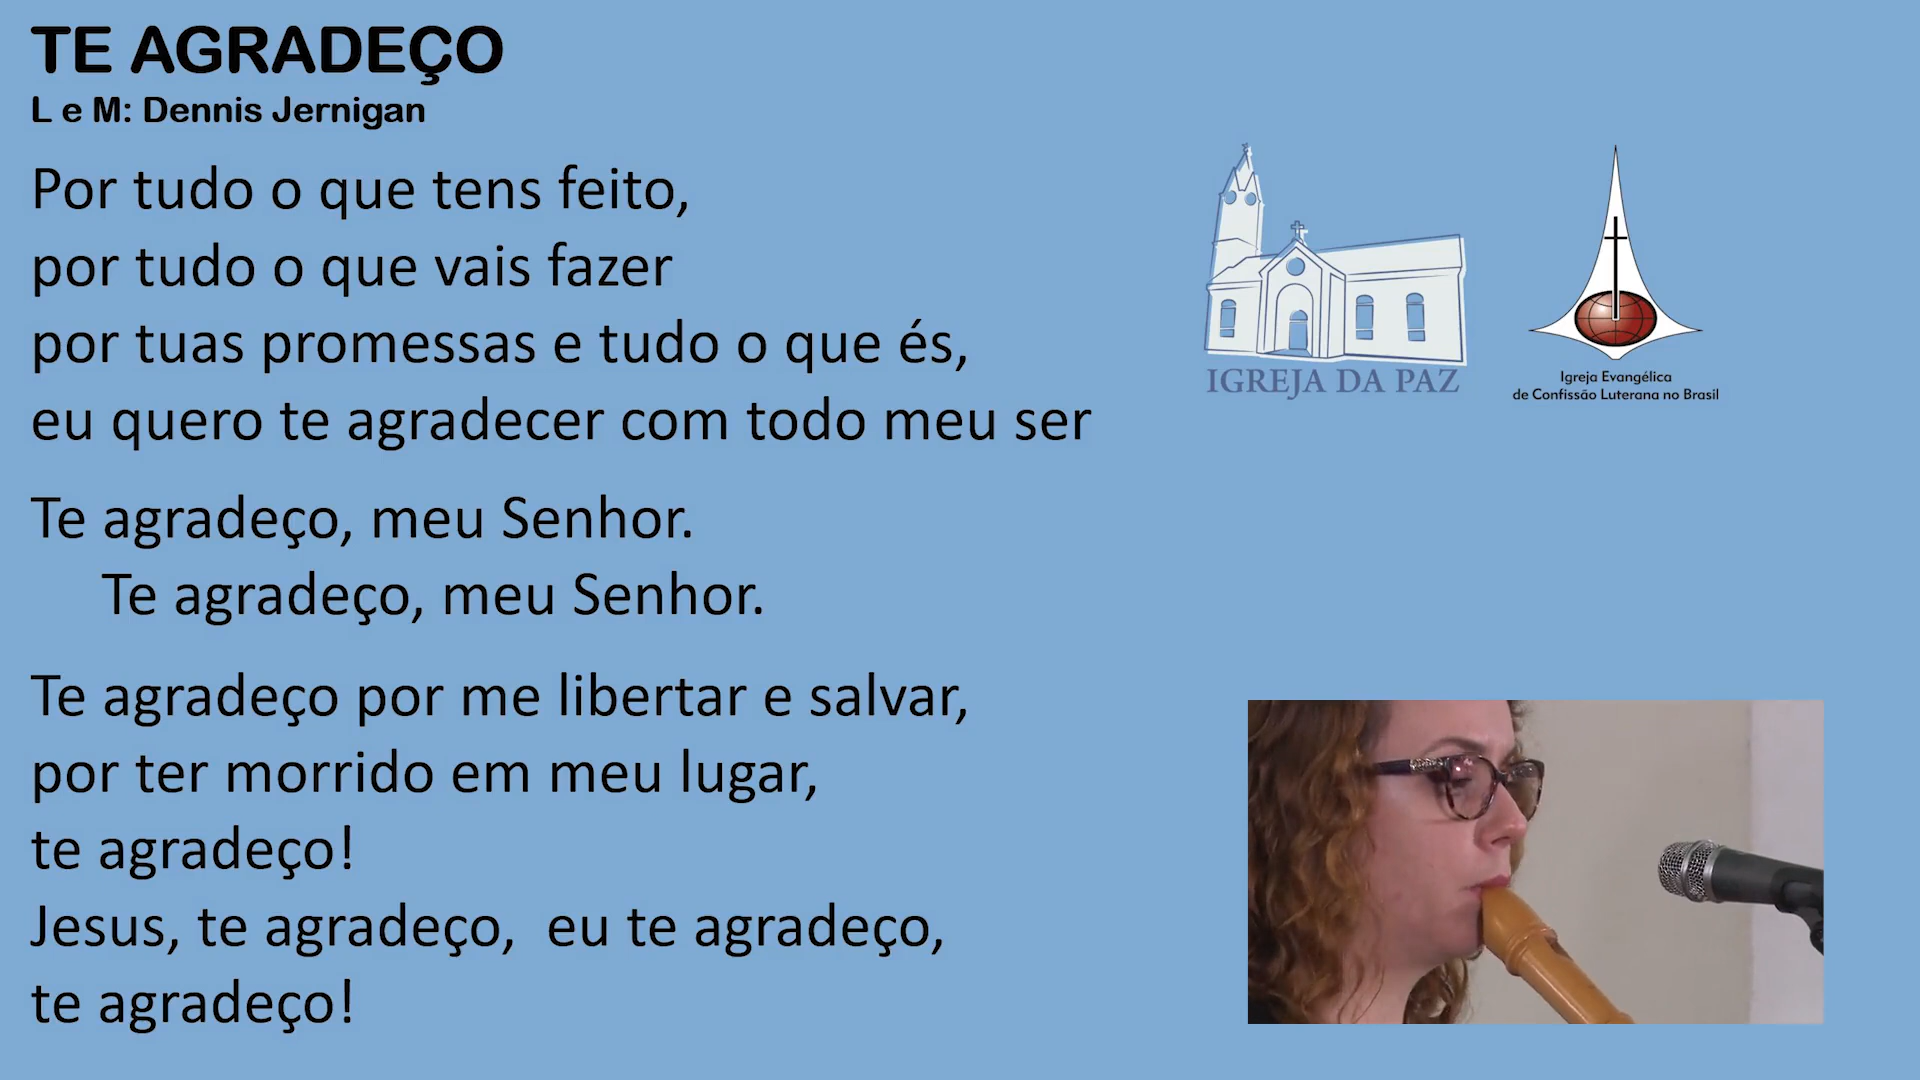 TE AGRADEÇO
L e M: Dennis Jernigan
Por tudo o que tens feito,
por tudo o que vais fazer
por tuas promessas e tudo o que és,
eu quero te agradecer com todo meu ser
Te agradeço, meu Senhor.
Te agradeço, meu Senhor.
Te agradeço por me libertar e salvar,
por ter morrido em meu lugar,
te agradeço!
Jesus, te agradeço,  eu te agradeço,
te agradeço!
IGREJA DA PAZ
Igreja Evangélica
de Confissão Luterana no Brasil